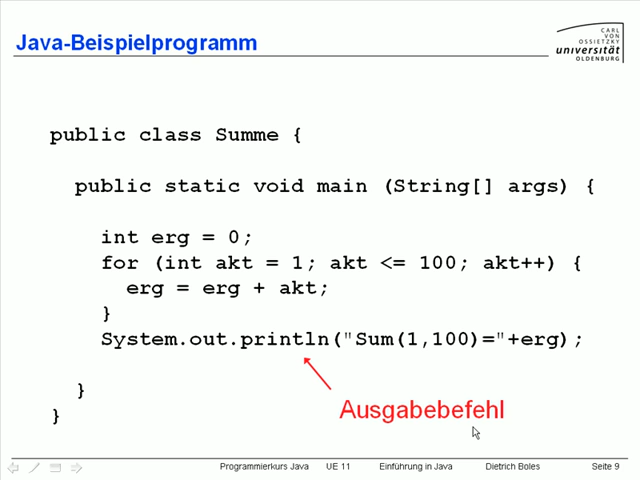 Java-Beispielprogramm
CARL
VON
OSSIETZKY
universität
OLDENBURG
public class Summe {
public static void main (String[] args) {
int erg = 0;
for (int akt = 1; akt <= 100; akt++) {
erg = erg + akt;
}
System.out.println("Sum(1,100)="+erg);
}
}
Ausgabebefehl
Programmierkurs Java UE 11 Einführung in Java Dietrich Boles Seite 9